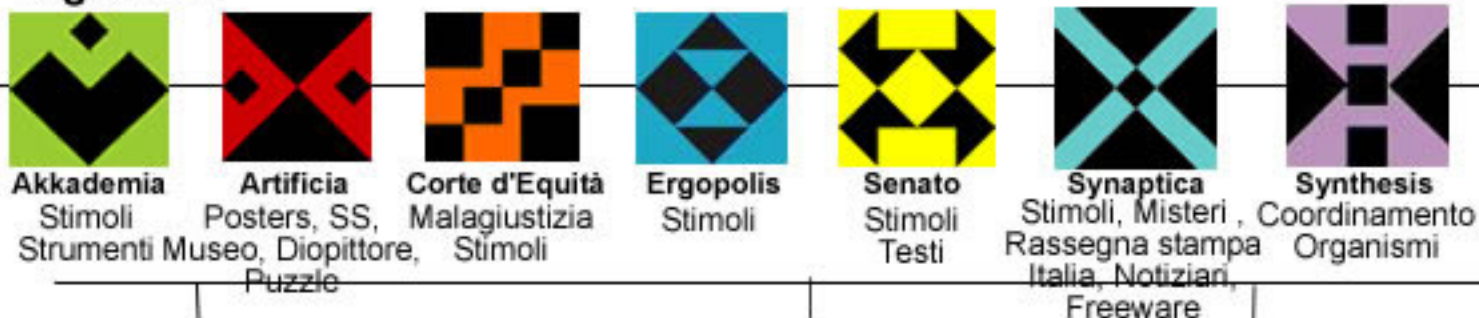 Akkademia
Stimoli
Strumenti
Artificia
Posters, SS,
Museo, Diopittore,
Puzzle
Corte d'Equità
Malagiustizia
Stimoli
Ergopolis
Stimoli
Senato
Stimoli
Testi
Synaptica
Stimoli, Misteri ,
Rassegna stampa
Italia, Notiziari,
Freeware
Synthesis
Coordinamento
Organismi